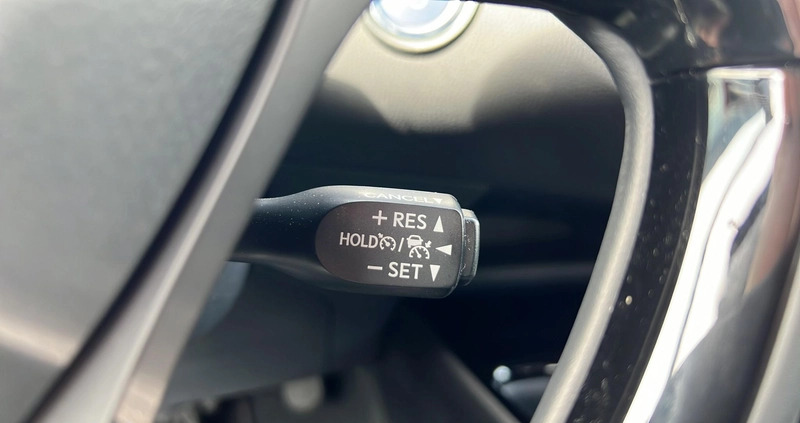 CANCEL▼
+ RES ▲
HOLD / ◀
− SET ▼